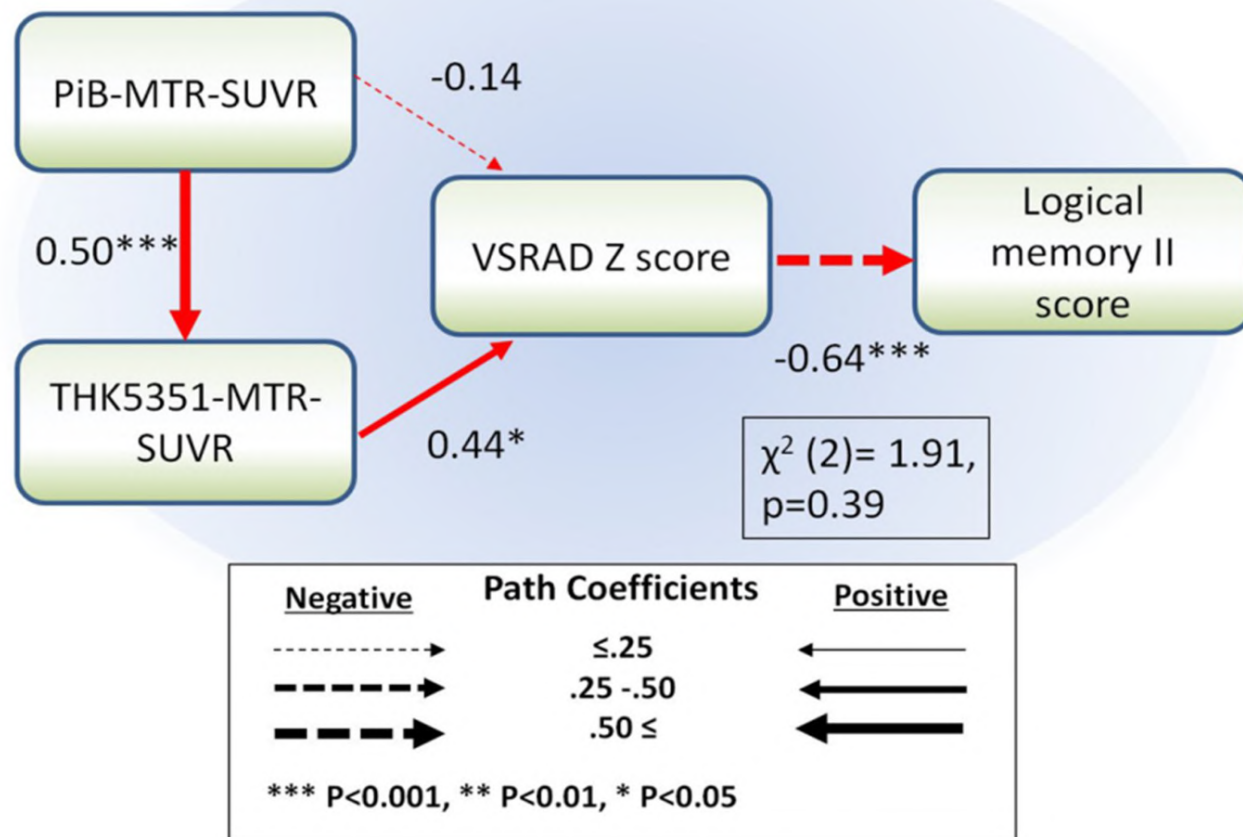 PiB-MTR-SUVR
-0.14
0.50***
VSRAD Z score
Logical
memory II
score
THK5351-MTR-
SUVR
0.44*
-0.64***
χ² (2)= 1.91,
p=0.39
Path Coefficients
Negative
Positive
≤.25
.25 -.50
.50 ≤
*** P<0.001, ** P<0.01, * P<0.05